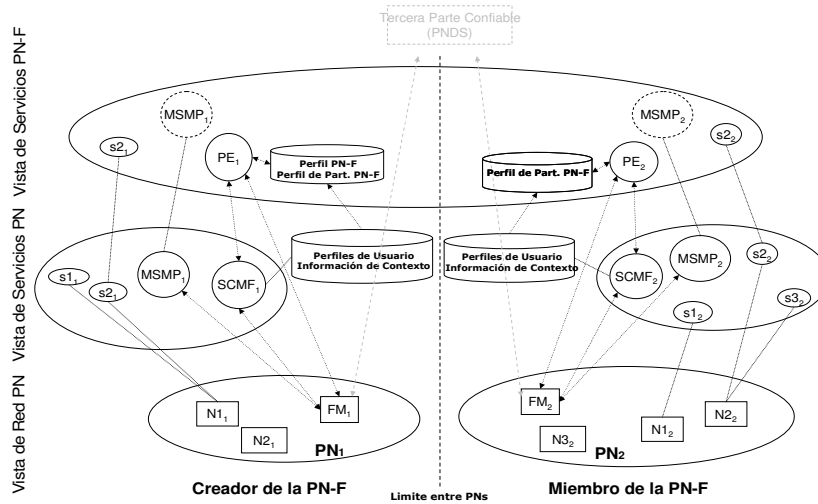 Tercera Parte Confiable
(PNDS)
Vista de Servicios PN-F
MSMP1
MSMP2
s21
s22
PE1
PE2
Perfil PN-F
Perfil de Part. PN-F
Perfil de Part. PN-F
Vista de Servicios PN
Perfiles de Usuario
Información de Contexto
Perfiles de Usuario
Información de Contexto
s11
s21
MSMP1
SCMF1
SCMF2
MSMP2
s22
s32
s12
Vista de Red PN
N11
N21
FM1
PN1
FM2
N32
N12
N22
PN2
Creador de la PN-F
Miembro de la PN-F
Limite entre PNs